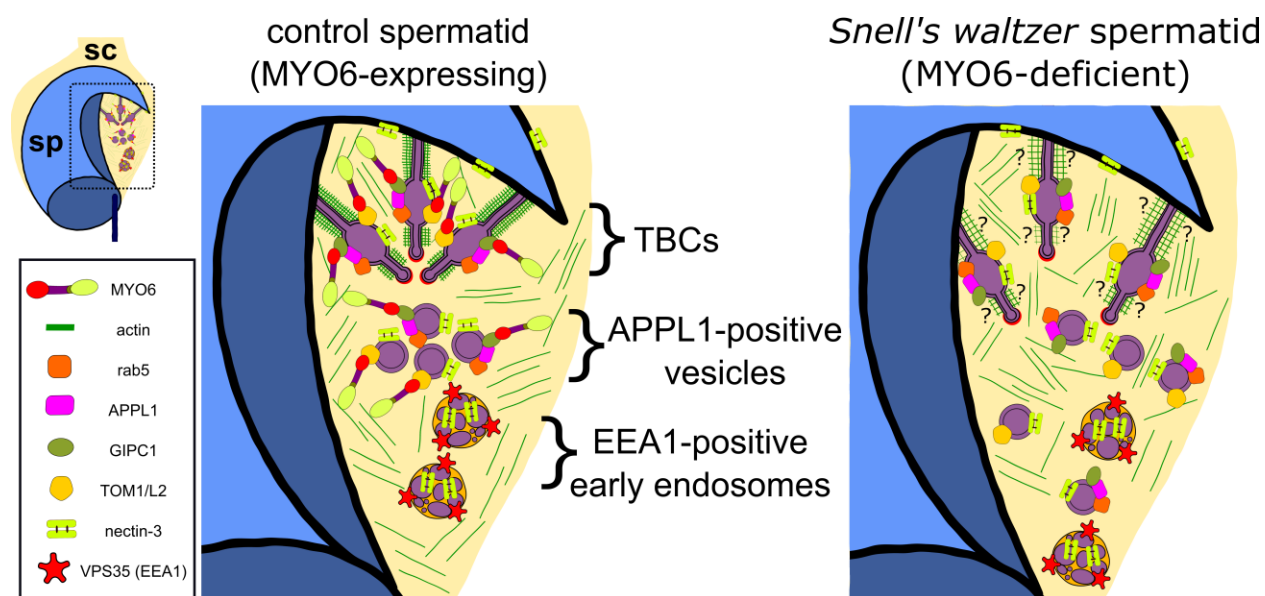 sc
sp
control spermatid
(MYO6-expressing)
Snell's waltzer spermatid
(MYO6-deficient)
TBCs
APPL1-positive
vesicles
EEA1-positive
early endosomes
MYO6
actin
rab5
APPL1
GIPC1
TOM1/L2
nectin-3
VPS35 (EEA1)
?
?
?
?
?
?
?
?
?
?
?
?